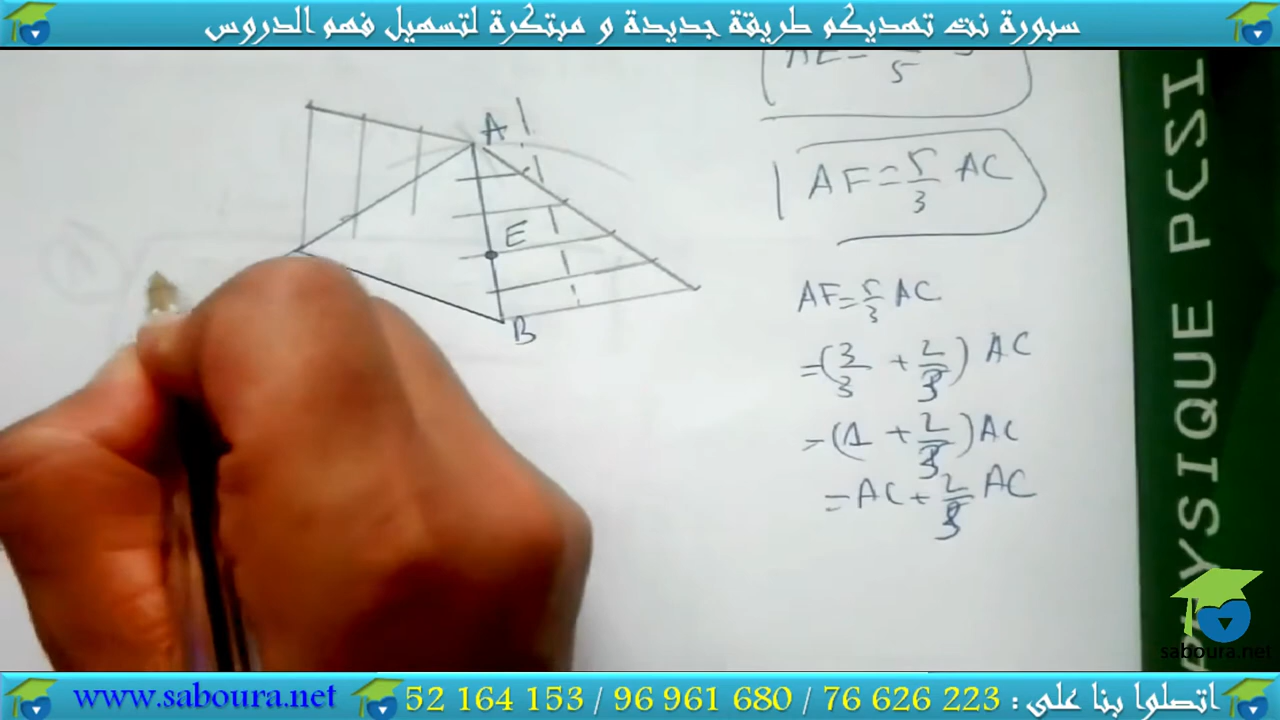 سبورة نت تهديكم طريقة جديدة و مبتكرة لتسهيل فهم الدروس
5
AF = 5/3 AC
A
E
B
AF = 5/3 AC
= (3/3 + 2/3) AC
= (1 + 2/3) AC
= AC + 2/3 AC
PHYSIQUE PCSI
saboura.net
www.saboura.net
52 164 153 / 96 961 680 / 76 626 223 : اتصلوا بنا على